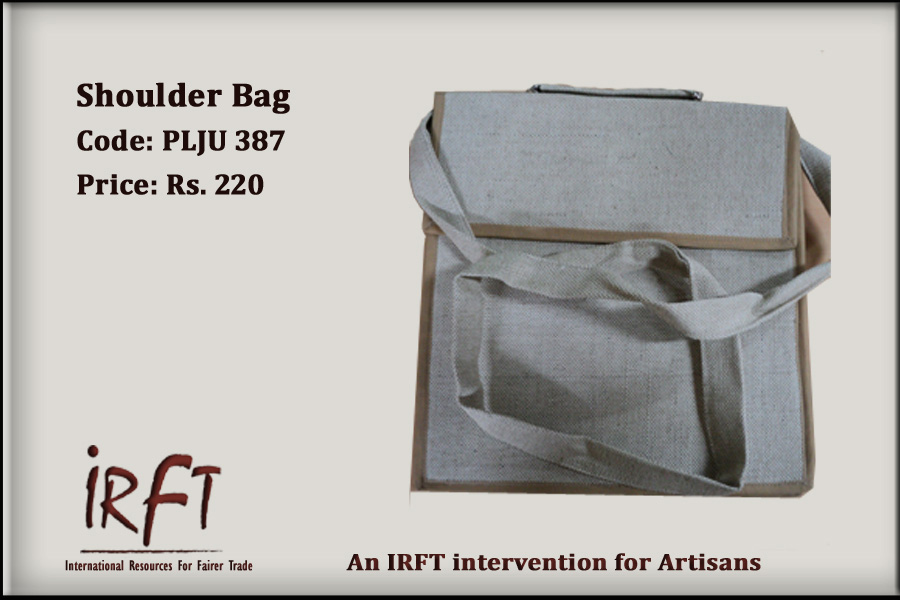 Shoulder Bag
Code: PLJU 387
Price: Rs. 220
iRFT
International Resources For Fairer Trade
An IRFT intervention for Artisans